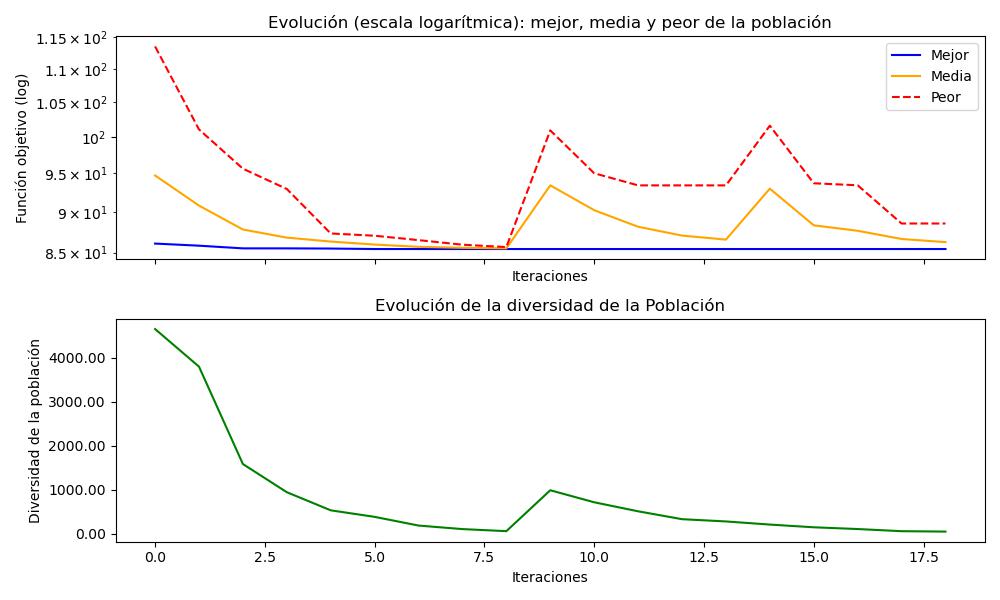 Evolución (escala logarítmica): mejor, media y peor de la población
1.15 × 10²
1.1 × 10²
1.05 × 10²
10²
9.5 × 10¹
9 × 10¹
8.5 × 10¹
Función objetivo (log)
Mejor
Media
Peor
Iteraciones
Evolución de la diversidad de la Población
4000.00
3000.00
2000.00
1000.00
0.00
Diversidad de la población
0.0 2.5 5.0 7.5 10.0 12.5 15.0 17.5
Iteraciones